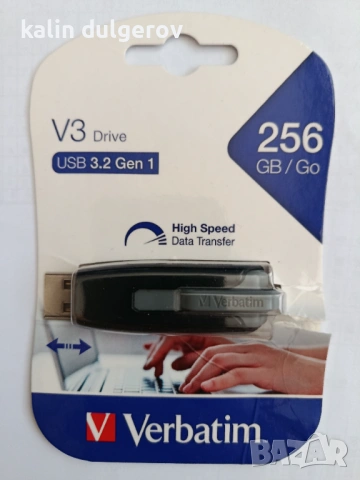 kalin dulgerov
V3 Drive
USB 3.2 Gen 1
256
GB / Go
High Speed
Data Transfer
Verbatim
Verbatim
BAZAR